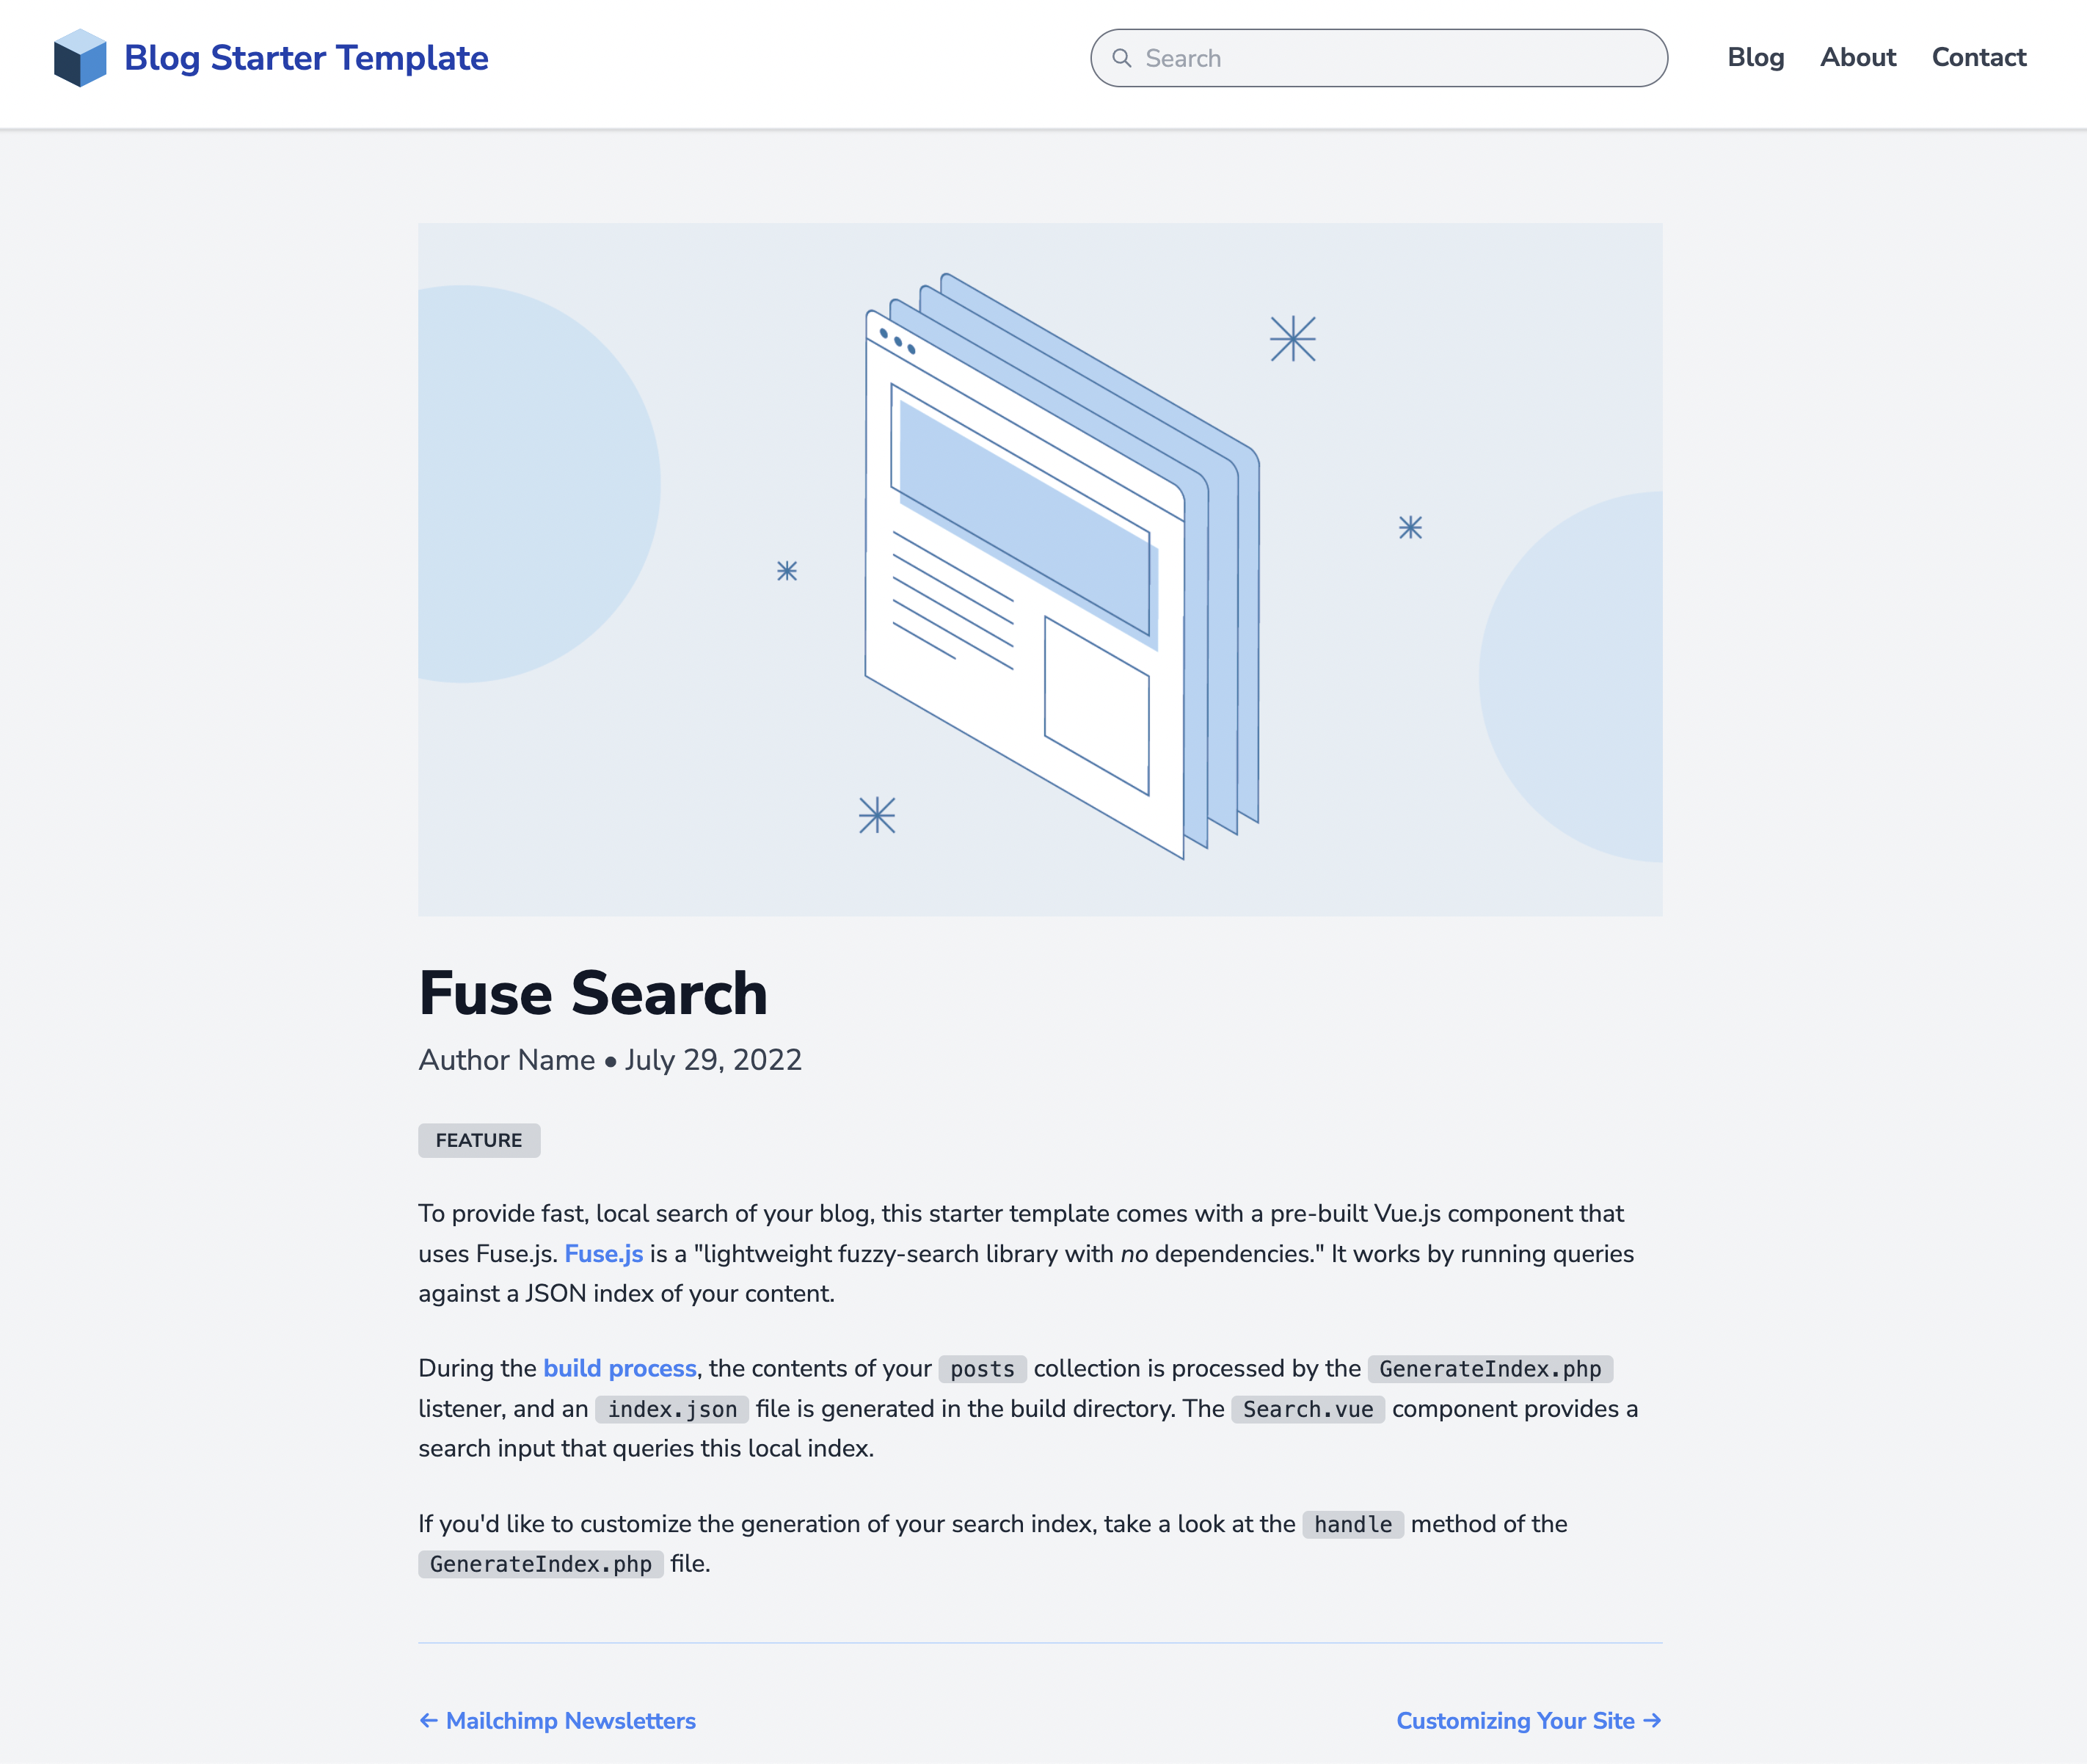 Blog Starter Template
Search
Blog
About
Contact
Fuse Search
Author Name • July 29, 2022
FEATURE
To provide fast, local search of your blog, this starter template comes with a pre-built Vue.js component that
uses Fuse.js. Fuse.js is a "lightweight fuzzy-search library with no dependencies." It works by running queries
against a JSON index of your content.
During the build process, the contents of your posts collection is processed by the GenerateIndex.php
listener, and an index.json file is generated in the build directory. The Search.vue component provides a
search input that queries this local index.
If you'd like to customize the generation of your search index, take a look at the handle method of the
GenerateIndex.php file.
← Mailchimp Newsletters
Customizing Your Site →